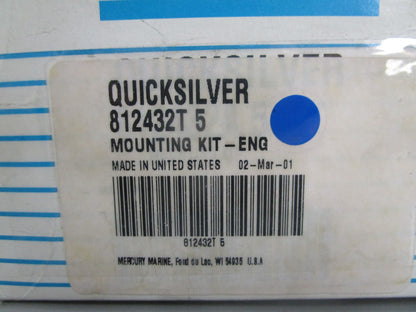 QUICKSILVER
QUICKSILVER
812432T 5
MOUNTING KIT-ENG
MADE IN UNITED STATES 02-Mar-01
812432T 5
MERCURY MARINE, Fond du Lac, WI 54935 U.S.A